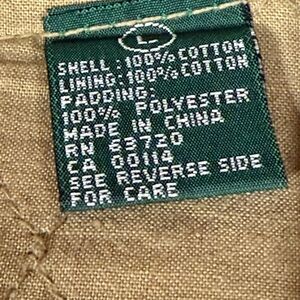 L
SHELL: 100% COTTON
LINING: 100% COTTON
PADDING:
100% POLYESTER
MADE IN CHINA
RN 63720
CA 00114
SEE REVERSE SIDE
FOR CARE